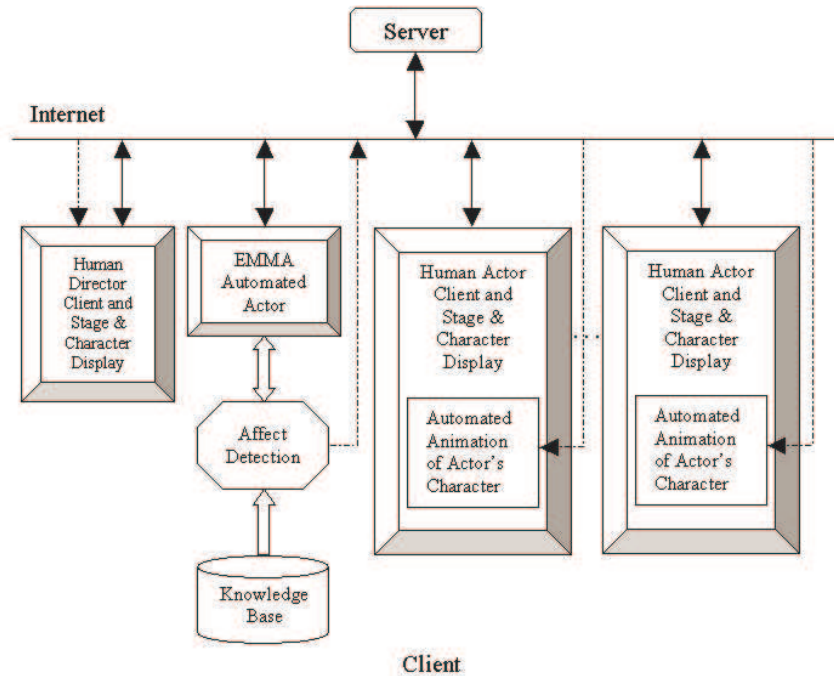 Server
Internet
Human
Director
Client and
Stage &
Character
Display
EMMA
Automated
Actor
Human Actor
Client and
Stage &
Character
Display
Human Actor
Client and
Stage &
Character
Display
Affect
Detection
Automated
Animation
of Actor's
Character
Automated
Animation
of Actor's
Character
Knowledge
Base
Client